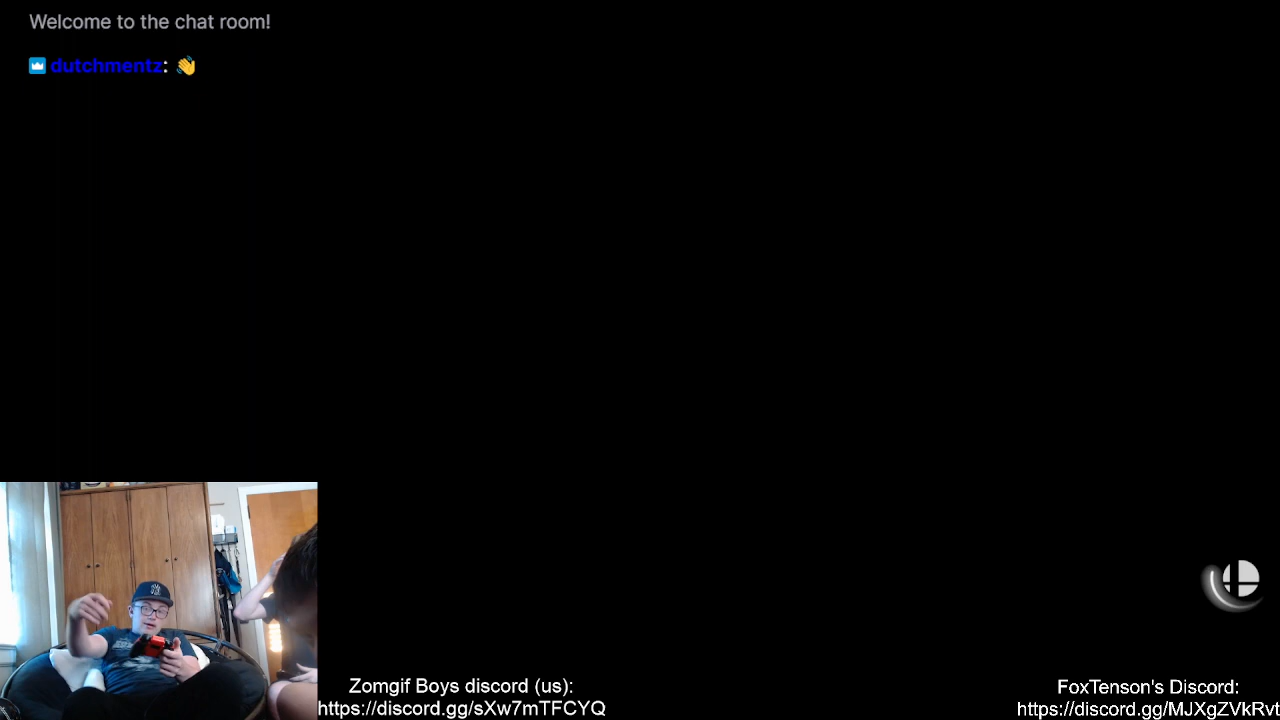 Welcome to the chat room!
dutchmentz: 👋
Zomgif Boys discord (us):
https://discord.gg/sXw7mTFCYQ
FoxTenson's Discord:
https://discord.gg/MJXgZVkRvt